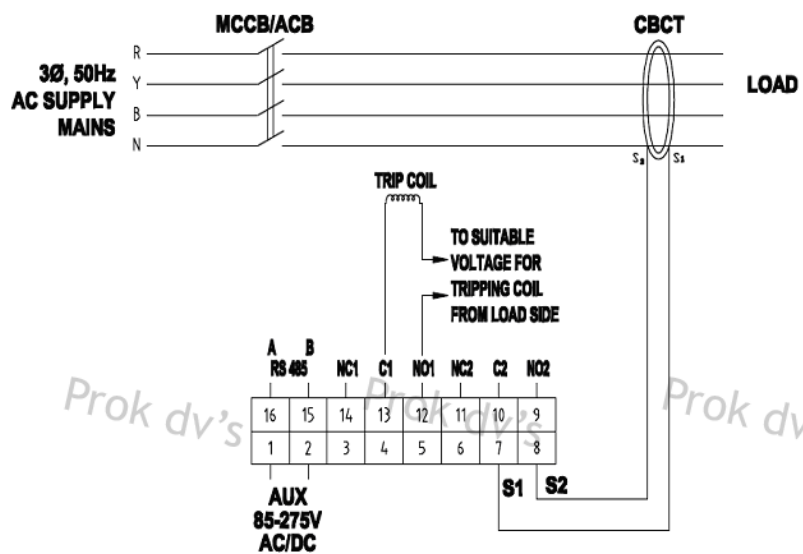 MCCB/ACB
CBCT
R
3Ø, 50Hz
Y
AC SUPPLY
LOAD
B
MAINS
N
S₂ S₁
TRIP COIL
TO SUITABLE
VOLTAGE FOR
TRIPPING COIL
FROM LOAD SIDE
A B
RS 485 NC1 C1 NO1 NC2 C2 NO2
16 15 14 13 12 11 10 9
1 2 3 4 5 6 7 8
Prok dv's Prok dv's Prok dv
S1 S2
AUX
85-275V
AC/DC